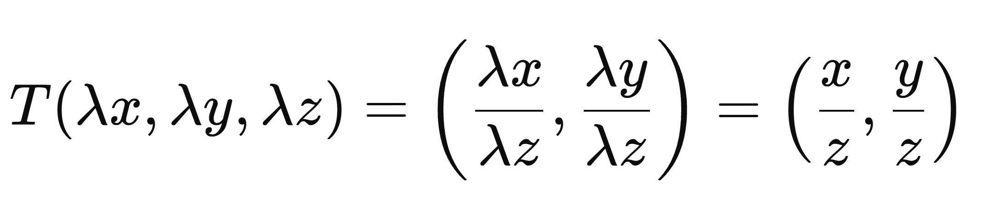 T(λx, λy, λz) = (λx/λz, λy/λz) = (x/z, y/z)